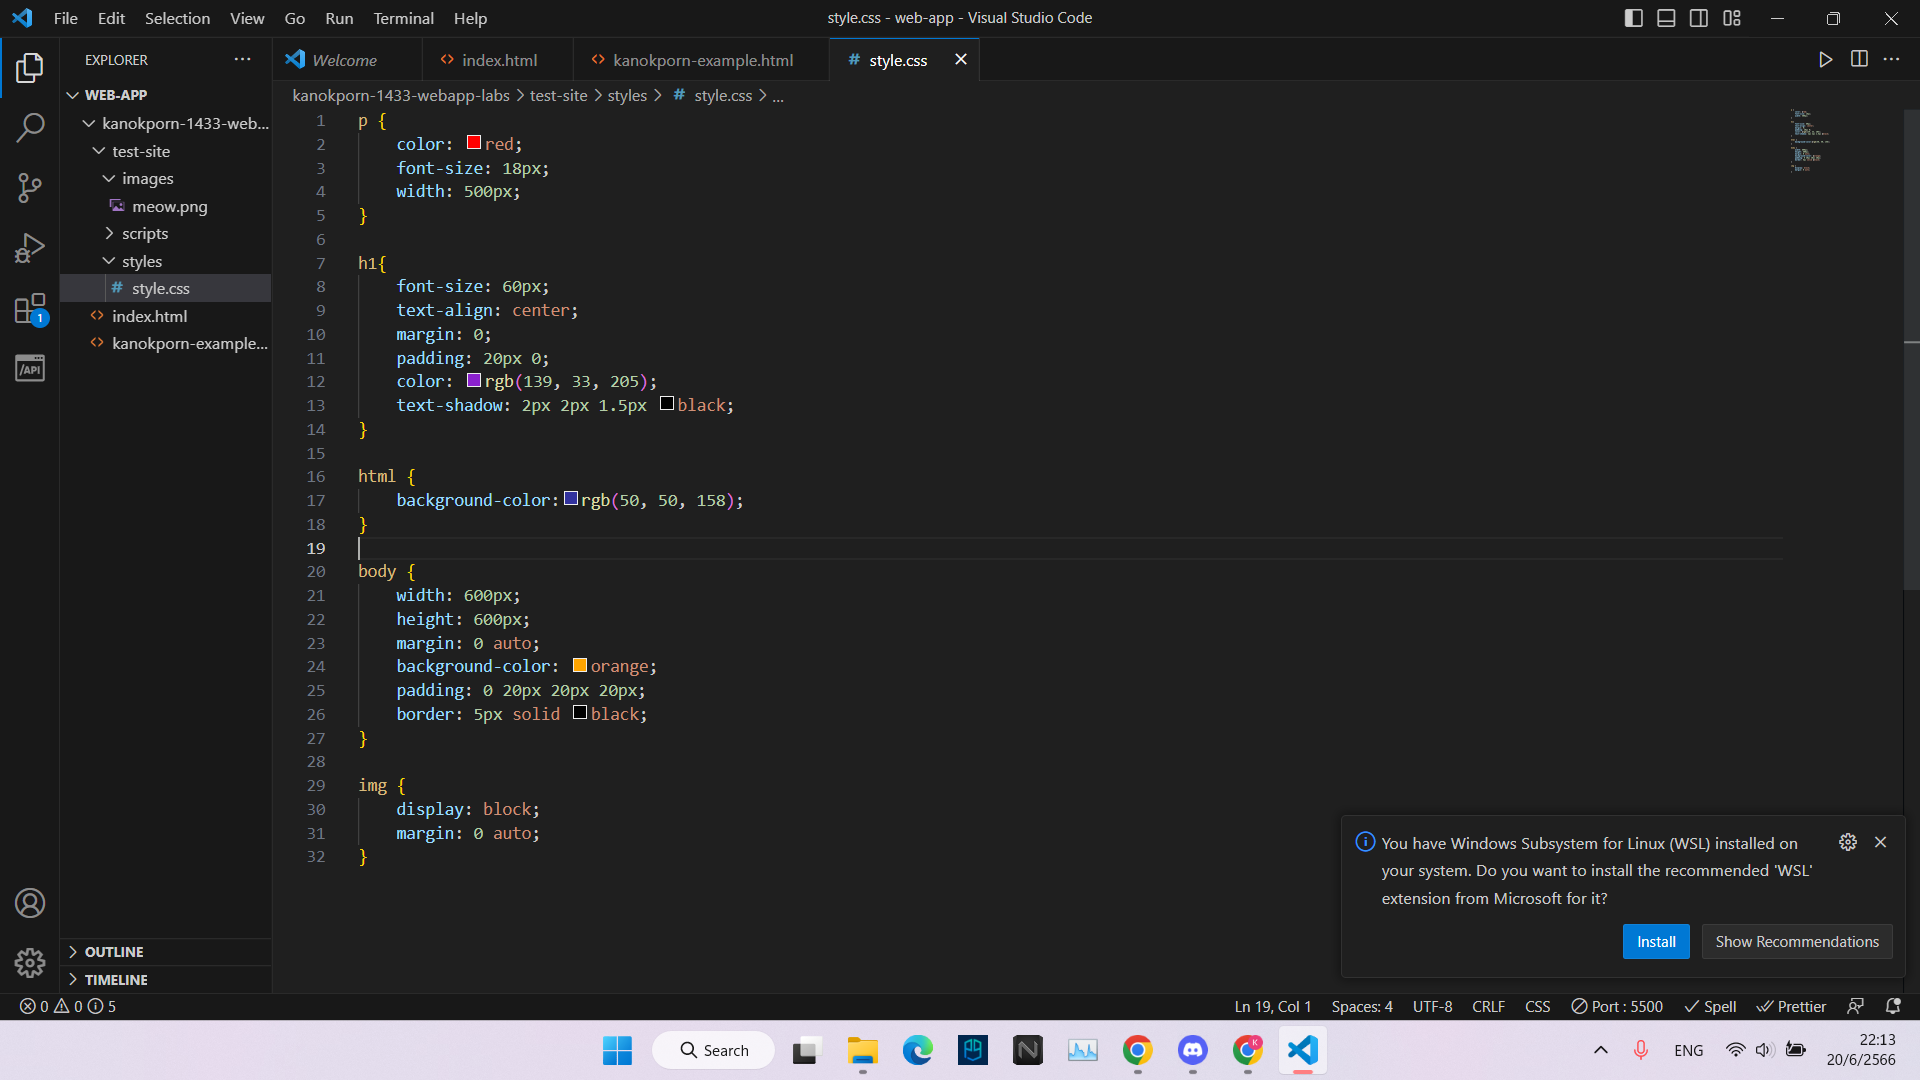 File Edit Selection View Go Run Terminal Help
style.css - web-app - Visual Studio Code
EXPLORER
WEB-APP
kanokporn-1433-web...
test-site
images
meow.png
scripts
styles
style.css
index.html
kanokporn-example...
OUTLINE
TIMELINE
1
/API
Welcome index.html kanokporn-example.html # style.css
kanokporn-1433-webapp-labs > test-site > styles > # style.css > ...
1 p {
2 color: red;
3 font-size: 18px;
4 width: 500px;
5 }
6
7 h1{
8 font-size: 60px;
9 text-align: center;
10 margin: 0;
11 padding: 20px 0;
12 color: rgb(139, 33, 205);
13 text-shadow: 2px 2px 1.5px black;
14 }
15
16 html {
17 background-color: rgb(50, 50, 158);
18 }
19
20 body {
21 width: 600px;
22 height: 600px;
23 margin: 0 auto;
24 background-color: orange;
25 padding: 0 20px 20px 20px;
26 border: 5px solid black;
27 }
28
29 img {
30 display: block;
31 margin: 0 auto;
32 }
You have Windows Subsystem for Linux (WSL) installed on
your system. Do you want to install the recommended 'WSL'
extension from Microsoft for it?
Install Show Recommendations
0 0 5
Ln 19, Col 1 Spaces: 4 UTF-8 CRLF CSS Port : 5500 Spell Prettier
Search
ENG
22:13
20/6/2566